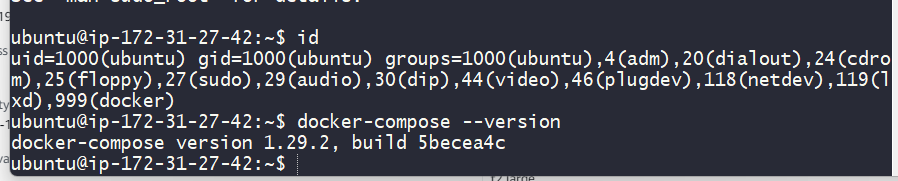 ubuntu@ip-172-31-27-42:~$ id
uid=1000(ubuntu) gid=1000(ubuntu) groups=1000(ubuntu),4(adm),20(dialout),24(cdro
m),25(floppy),27(sudo),29(audio),30(dip),44(video),46(plugdev),118(netdev),119(l
xd),999(docker)
ubuntu@ip-172-31-27-42:~$ docker-compose --version
docker-compose version 1.29.2, build 5becea4c
ubuntu@ip-172-31-27-42:~$